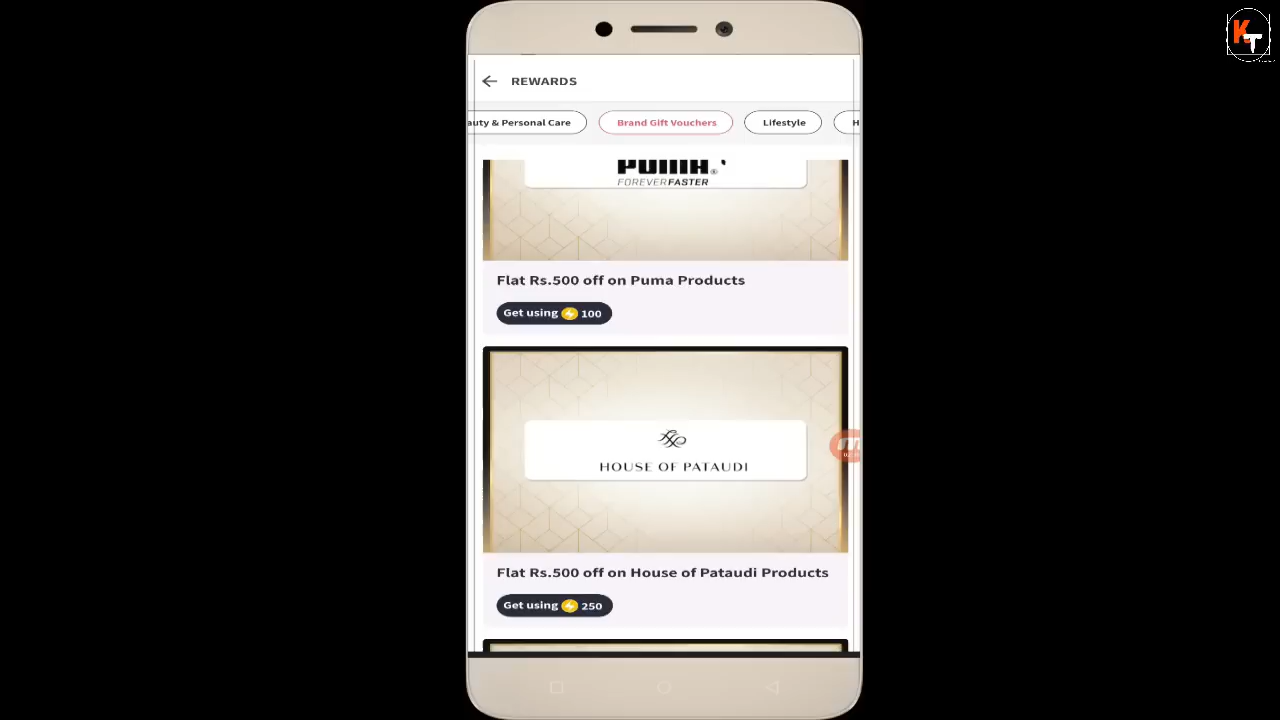 KT
REWARDS
auty & Personal Care
Brand Gift Vouchers
Lifestyle
H
PUMA.
FOREVERFASTER
Flat Rs.500 off on Puma Products
Get using 100
HOUSE OF PATAUDI
Flat Rs.500 off on House of Pataudi Products
Get using 250